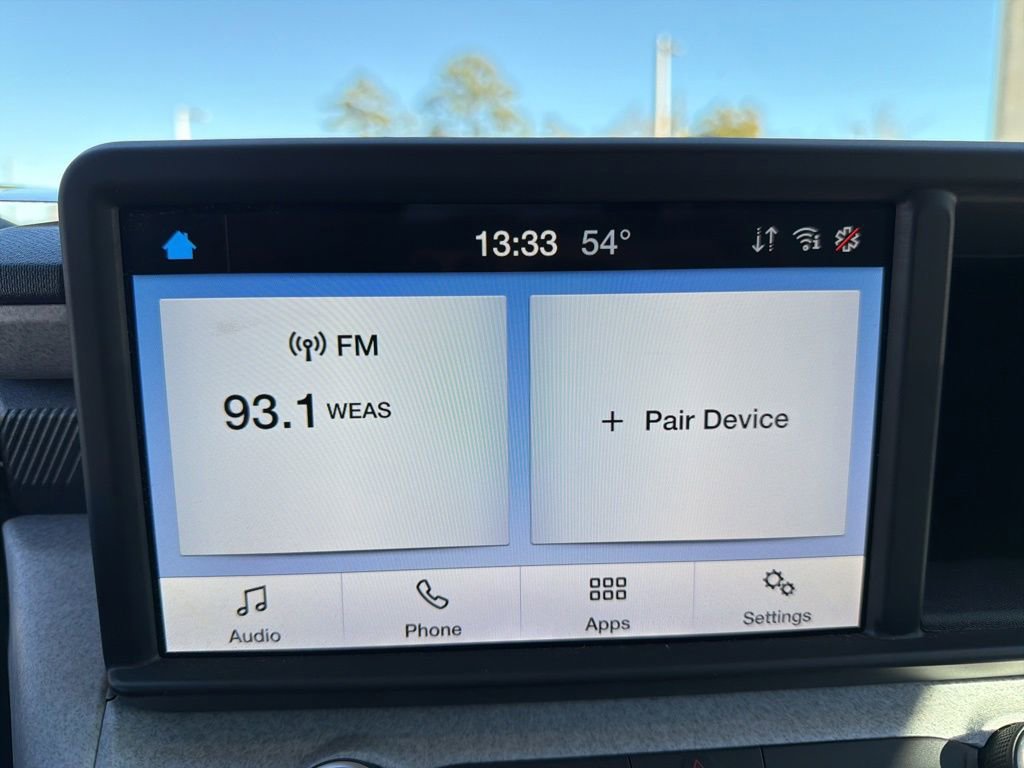 13:33 54°
FM
93.1 WEAS
+ Pair Device
Audio
Phone
Apps
Settings